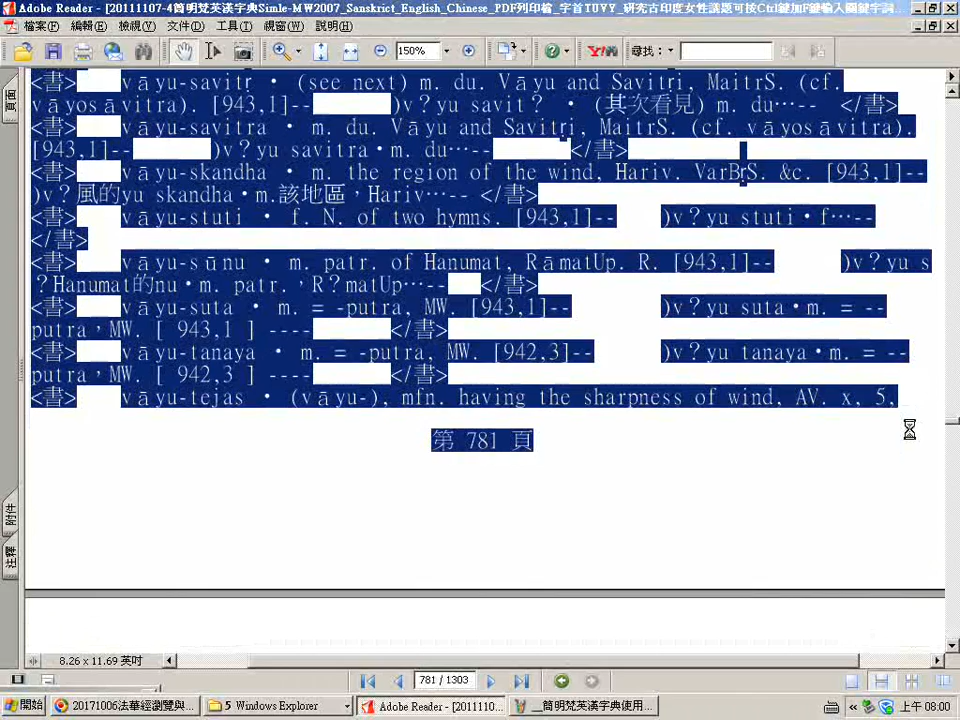 Adobe Reader - [20111107-4簡明梵英漢字典Simle-MW2007_Sanskrict_English_Chinese_PDF列印檔_字首TUVY_研究古印度女性議題可按Ctrl鍵加F鍵輸入關鍵字詞...
檔案(F) 編輯(E) 檢視(V) 文件(D) 工具(T) 視窗(W) 說明(H)
150% Y! 尋找:
頁面
<書> vāyu-savitṛ • (see next) m. du. Vāyu and Savitṛi, MaitrS. (cf.
vāyosāvitra). [943,1]-- )v？yu savit？ • (其次看見) m. du…-- </書>
<書> vāyu-savitra • m. du. Vāyu and Savitṛi, MaitrS. (cf. vāyosāvitra).
[943,1]-- )v？yu savitra•m. du…-- </書>
<書> vāyu-skandha • m. the region of the wind, Hariv. VarBṛS. &c. [943,1]--
)v？風的yu skandha•m.該地區，Hariv…-- </書>
<書> vāyu-stuti • f. N. of two hymns. [943,1]-- )v？yu stuti•f…--
</書>
<書> vāyu-sūnu • m. patr. of Hanumat, RāmatUp. R. [943,1]-- )v？yu s
？Hanumat的nu•m. patr.，R？matUp…-- </書>
<書> vāyu-suta • m. = -putra, MW. [943,1]-- )v？yu suta•m. = --
putra，MW. [ 943,1 ] ---- </書>
<書> vāyu-tanaya • m. = -putra, MW. [942,3]-- )v？yu tanaya•m. = --
putra，MW. [ 942,3 ] ---- </書>
<書> vāyu-tejas • (vāyu-), mfn. having the sharpness of wind, AV. x, 5,
第 781 頁
附件
注釋
8.26 x 11.69 英吋
781 / 1303
開始 20171006法華經瀏覽與... 5 Windows Explorer Adobe Reader - [20111... __簡明梵英漢字典使用... « 上午 08:00